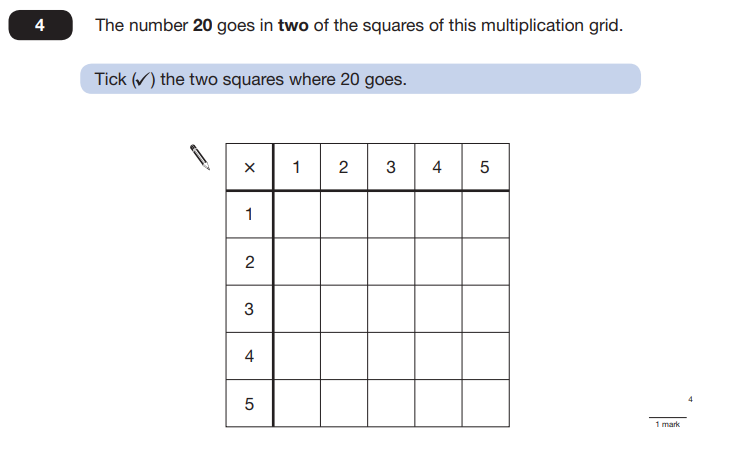 4 The number 20 goes in two of the squares of this multiplication grid.
Tick (✓) the two squares where 20 goes.
× 1 2 3 4 5
1
2
3
4
5
4
1 mark